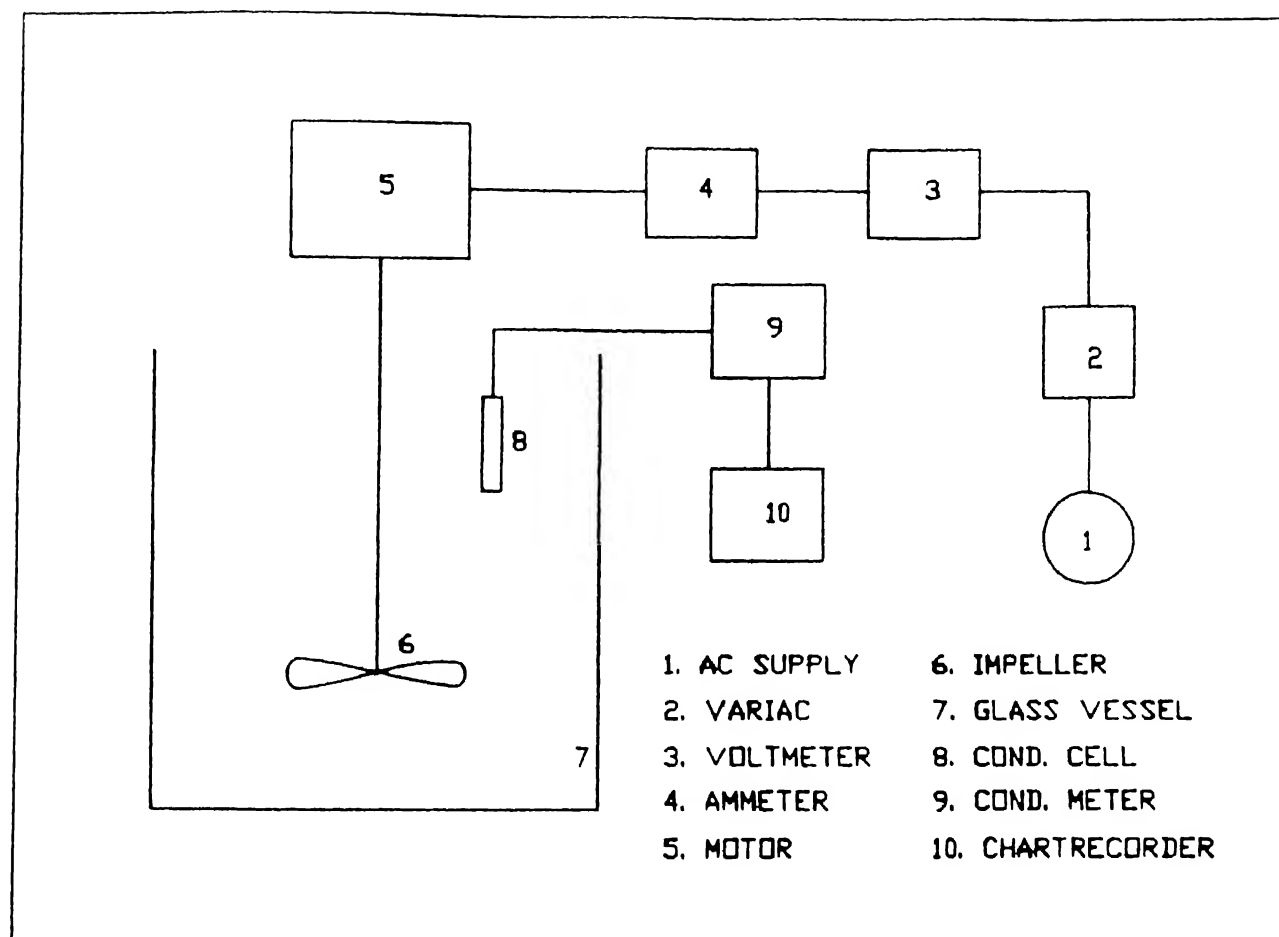 5
4
3
9
2
8
10
1
6
7
1. AC SUPPLY
2. VARIAC
3. VOLTMETER
4. AMMETER
5. MOTOR
6. IMPELLER
7. GLASS VESSEL
8. COND. CELL
9. COND. METER
10. CHARTRECORDER